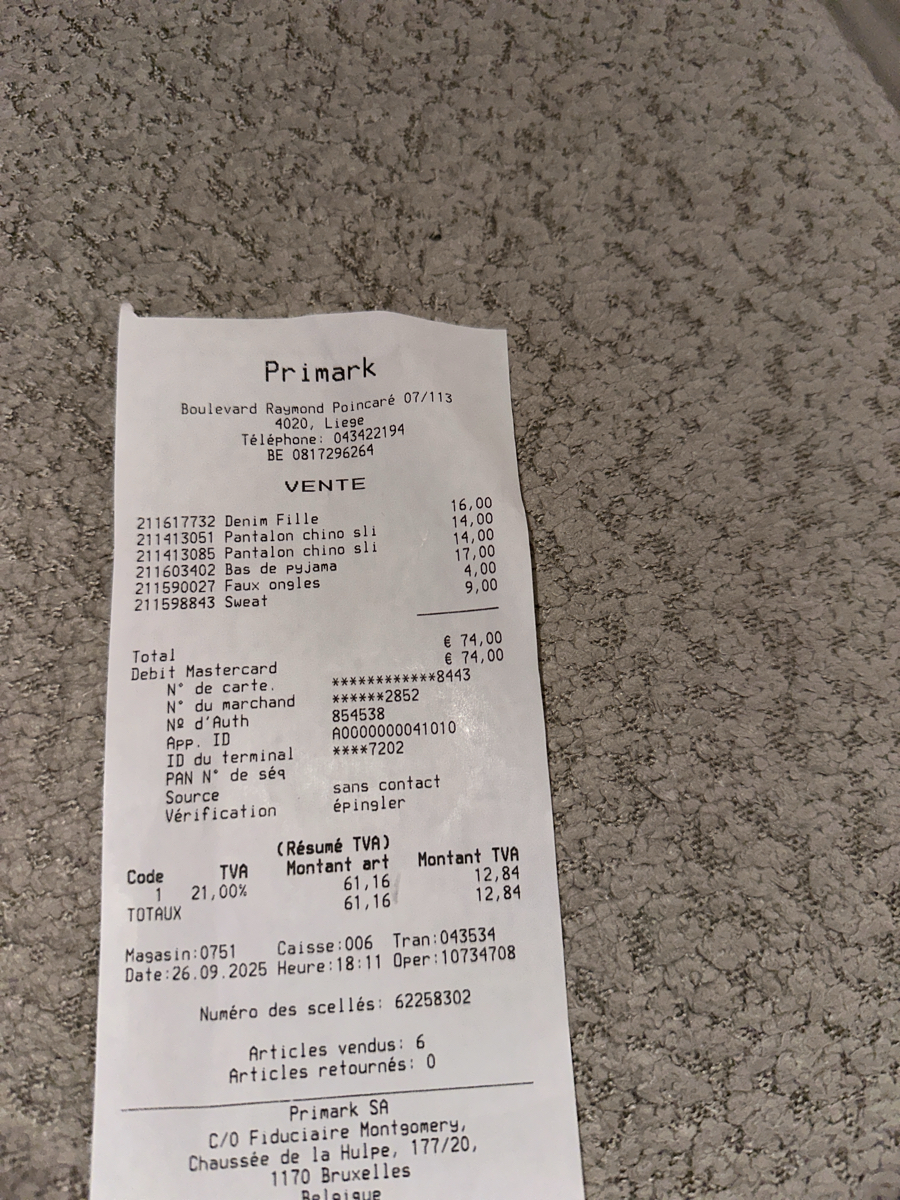 Primark
Boulevard Raymond Poincaré 07/113
4020, Liege
Téléphone: 043422194
BE 0817296264
VENTE
211617732 Denim Fille 16,00
211413051 Pantalon chino sli 14,00
211413085 Pantalon chino sli 14,00
211603402 Bas de pyjama 17,00
211590027 Faux ongles 4,00
211598843 Sweat 9,00
Total € 74,00
Debit Mastercard € 74,00
N° de carte. ************8443
N° du marchand ******2852
Nº d'Auth 854538
App. ID A0000000041010
ID du terminal ****7202
PAN N° de séq
Source sans contact
Vérification épingler
(Résumé TVA)
Code TVA Montant art Montant TVA
1 21,00% 61,16 12,84
TOTAUX 61,16 12,84
Magasin:0751 Caisse:006 Tran:043534
Date:26.09.2025 Heure:18:11 Oper:10734708
Numéro des scellés: 62258302
Articles vendus: 6
Articles retournés: 0
Primark SA
C/O Fiduciaire Montgomery,
Chaussée de la Hulpe, 177/20,
1170 Bruxelles
Belgique